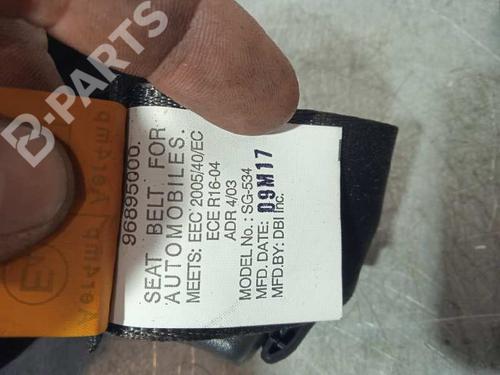 B-PARTS
96895000.
SEAT BELT FOR
AUTOMOBILES.
MEETS: EEC 2005/40/EC
ECE R16-04
ADR 4/03
MODEL No.: SG-534
MFD. DATE: 09M17
MFD.BY: DBI Inc.